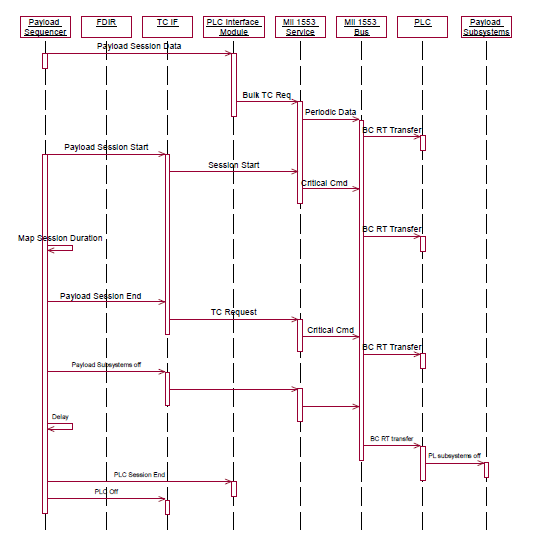 Payload Sequencer
FDIR
TC IF
PLC Interface Module
Mil 1553 Service
Mil 1553 Bus
PLC
Payload Subsystems
Payload Session Data
Bulk TC Req
Periodic Data
BC RT Transfer
Payload Session Start
Session Start
Critical Cmd
BC RT Transfer
Map Session Duration
Payload Session End
TC Request
Critical Cmd
BC RT Transfer
Payload Subsystems off
Delay
BC RT transfer
PL subsystems off
PLC Session End
PLC Off